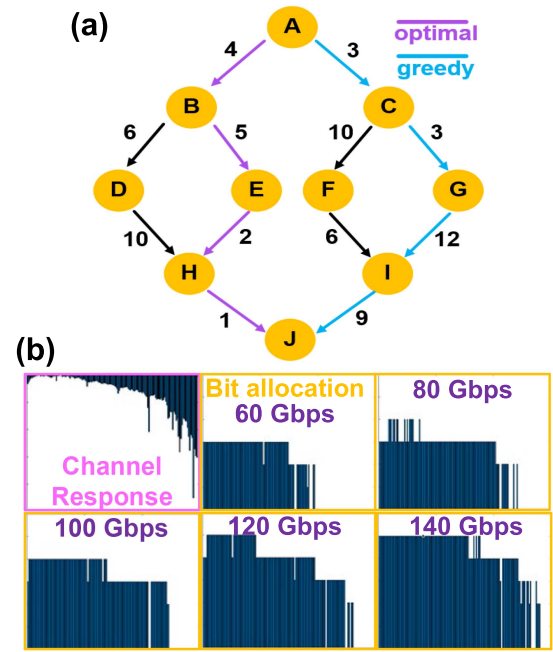 (a)
A
optimal
greedy
4
3
B
C
6
5
10
3
D
E
F
G
10
2
6
12
H
I
1
9
J
(b)
Channel
Response
Bit allocation
60 Gbps
80 Gbps
100 Gbps
120 Gbps
140 Gbps